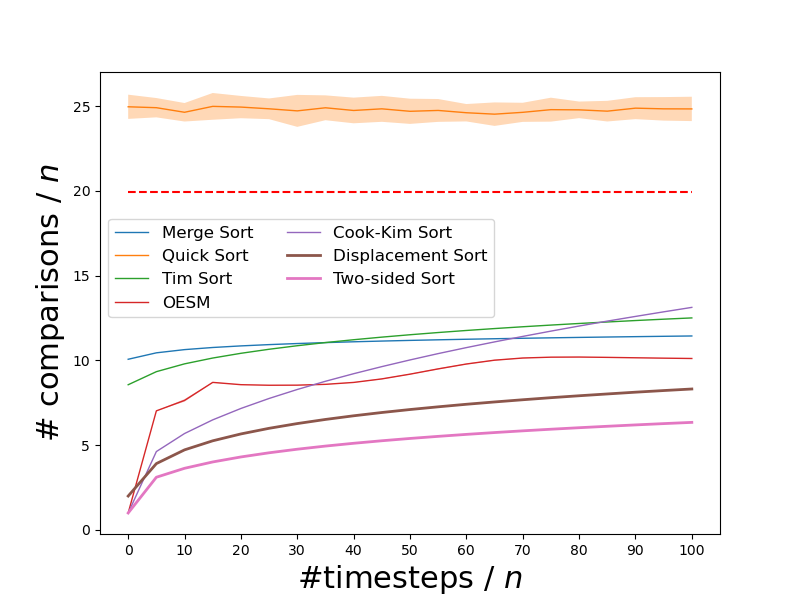 # comparisons / n
25
20
15
10
5
0
Merge Sort
Quick Sort
Tim Sort
OESM
Cook-Kim Sort
Displacement Sort
Two-sided Sort
0 10 20 30 40 50 60 70 80 90 100
#timesteps / n